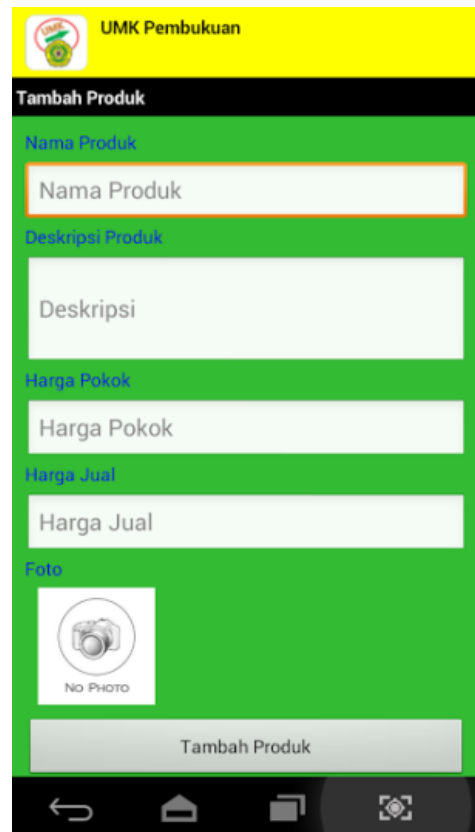 UMK
UMK Pembukuan
Tambah Produk
Nama Produk
Nama Produk
Deskripsi Produk
Deskripsi
Harga Pokok
Harga Pokok
Harga Jual
Harga Jual
Foto
NO PHOTO
Tambah Produk